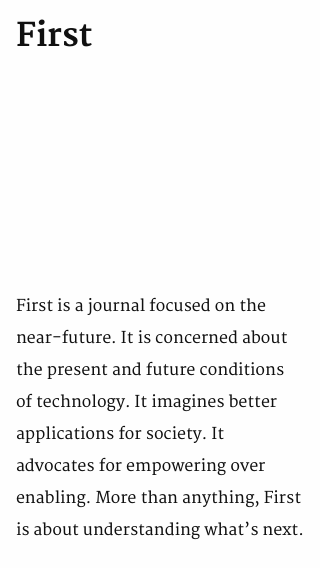 First
First is a journal focused on the
near-future. It is concerned about
the present and future conditions
of technology. It imagines better
applications for society. It
advocates for empowering over
enabling. More than anything, First
is about understanding what’s next.